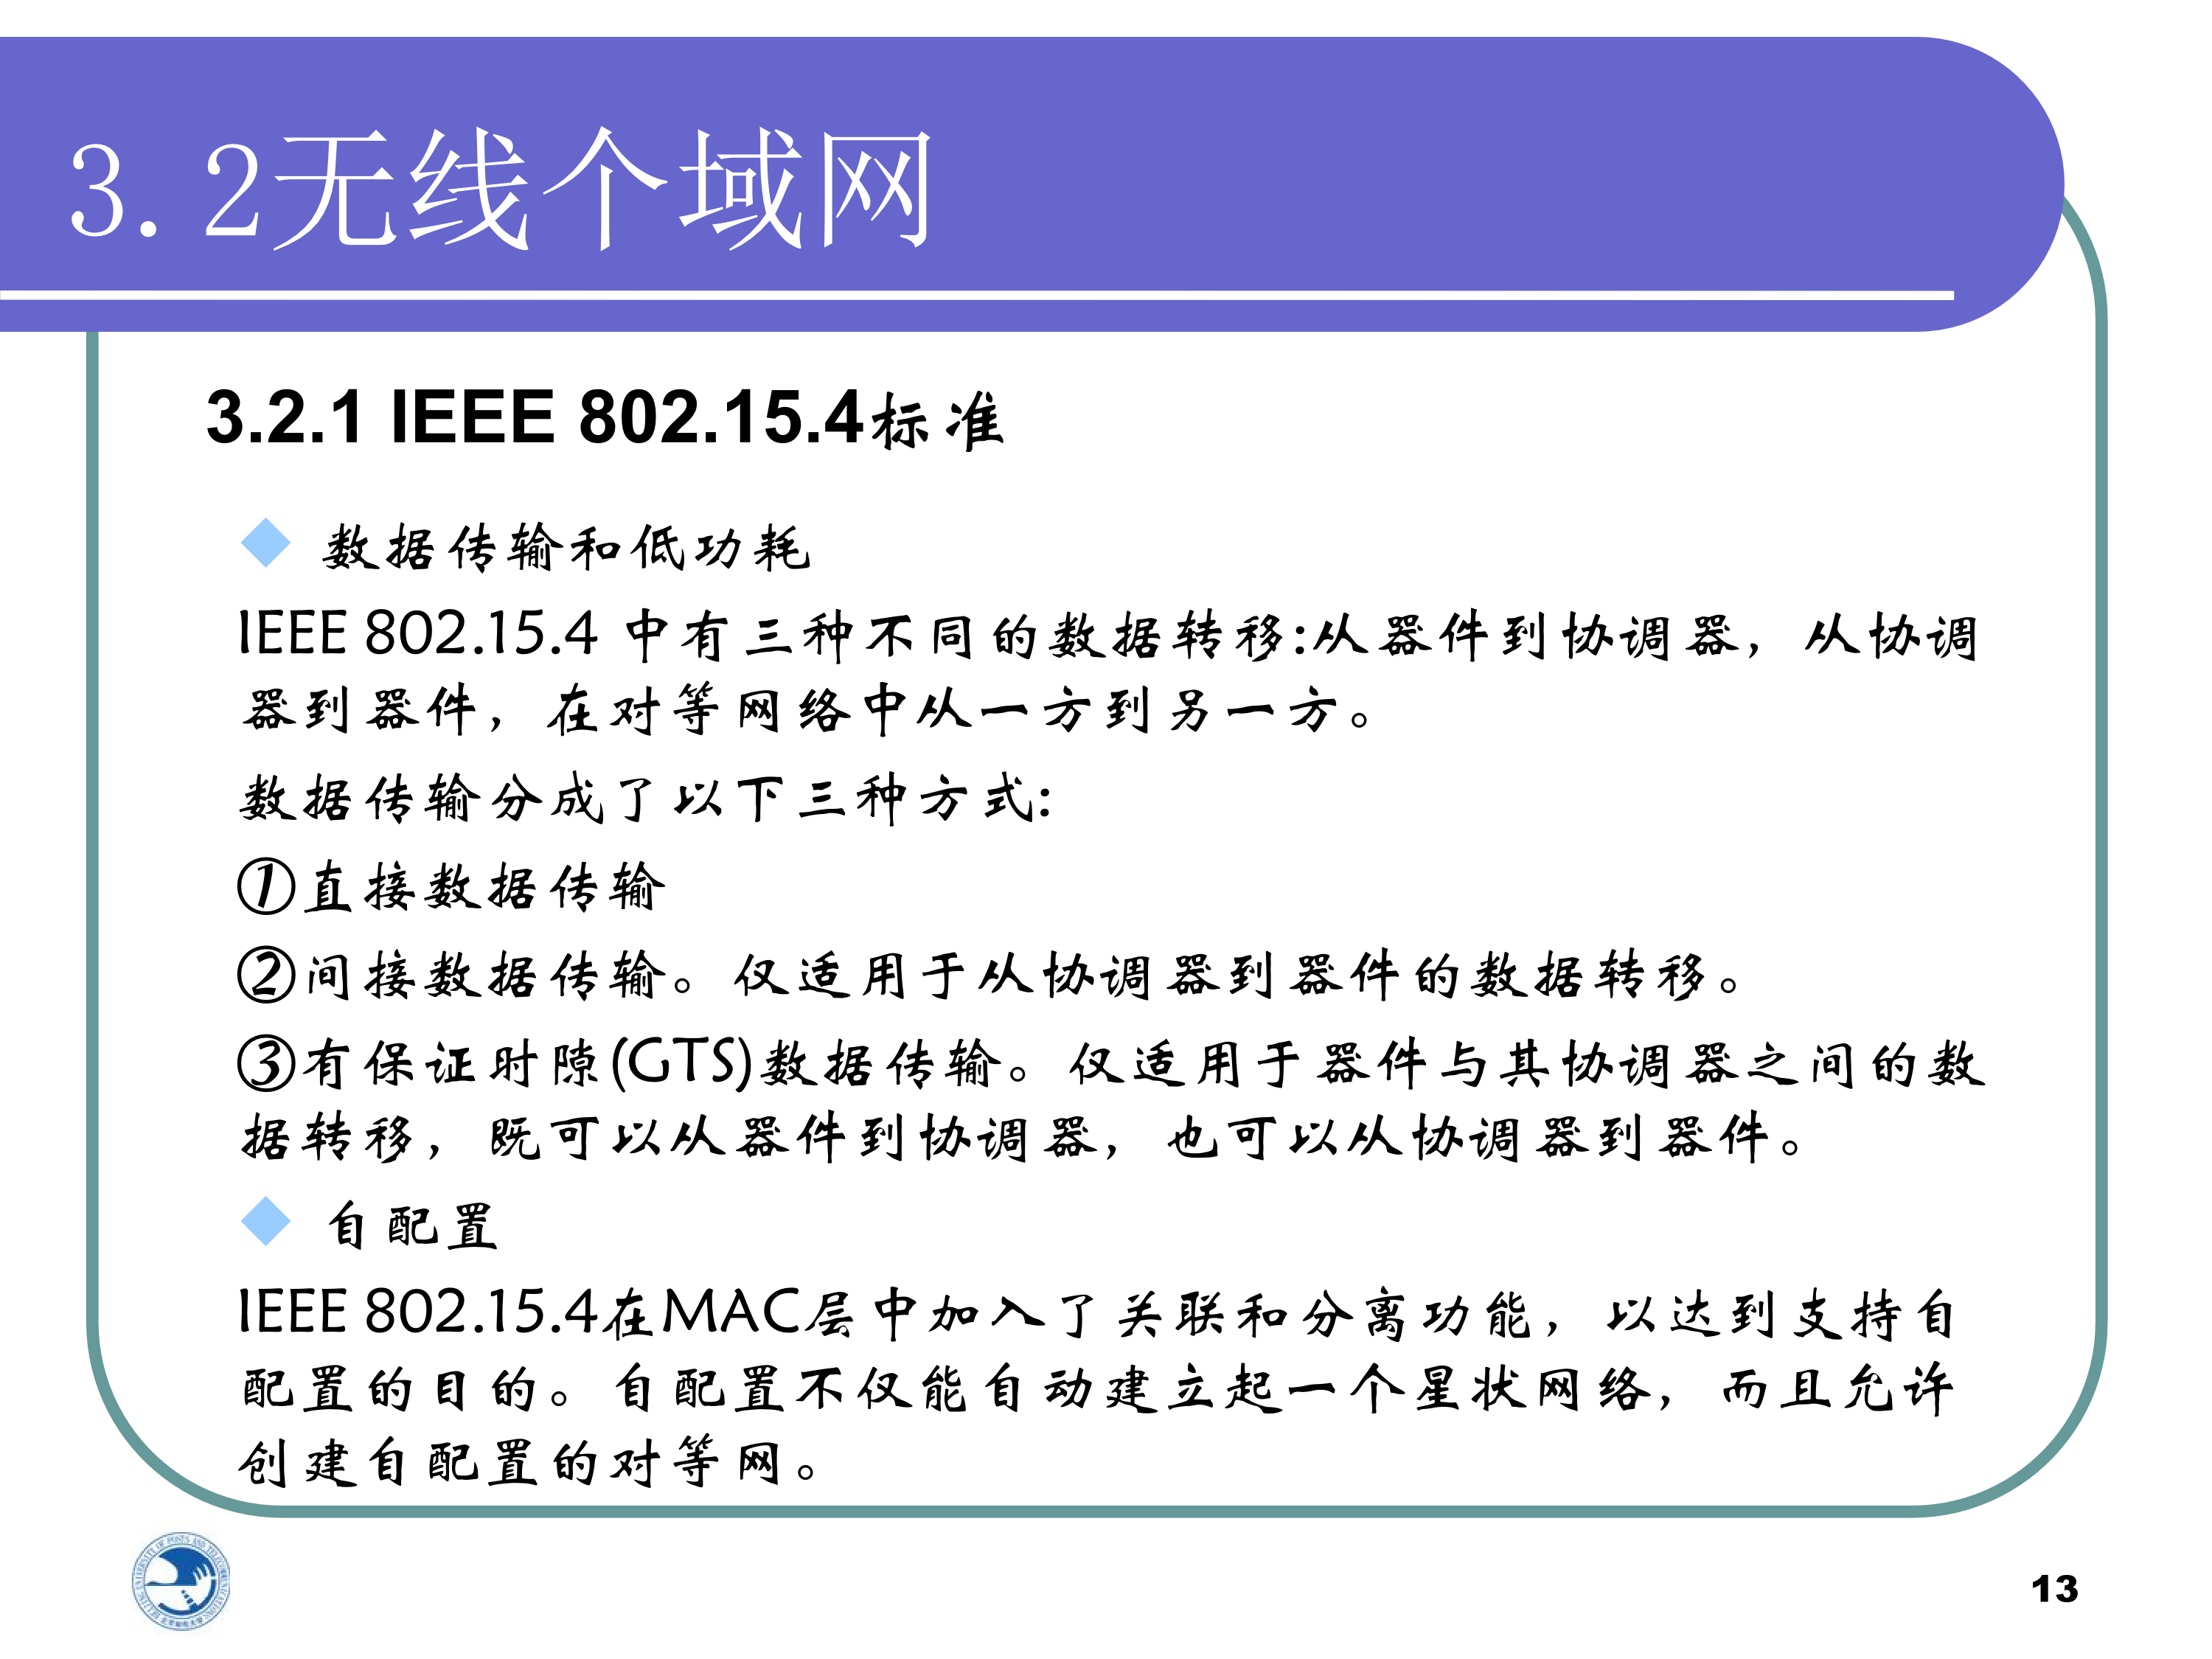 3.2无线个域网
3.2.1 IEEE 802.15.4标准
数据传输和低功耗
IEEE 802.15.4 中有三种不同的数据转移:从器件到协调器，从协调
器到器件，在对等网络中从一方到另一方。
数据传输分成了以下三种方式:
①直接数据传输
②间接数据传输。仅适用于从协调器到器件的数据转移。
③有保证时隙(GTS)数据传输。仅适用于器件与其协调器之间的数
据转移，既可以从器件到协调器，也可以从协调器到器件。
自配置
IEEE 802.15.4在MAC层中加入了关联和分离功能，以达到支持自
配置的目的。自配置不仅能自动建立起一个星状网络，而且允许
创建自配置的对等网。
13